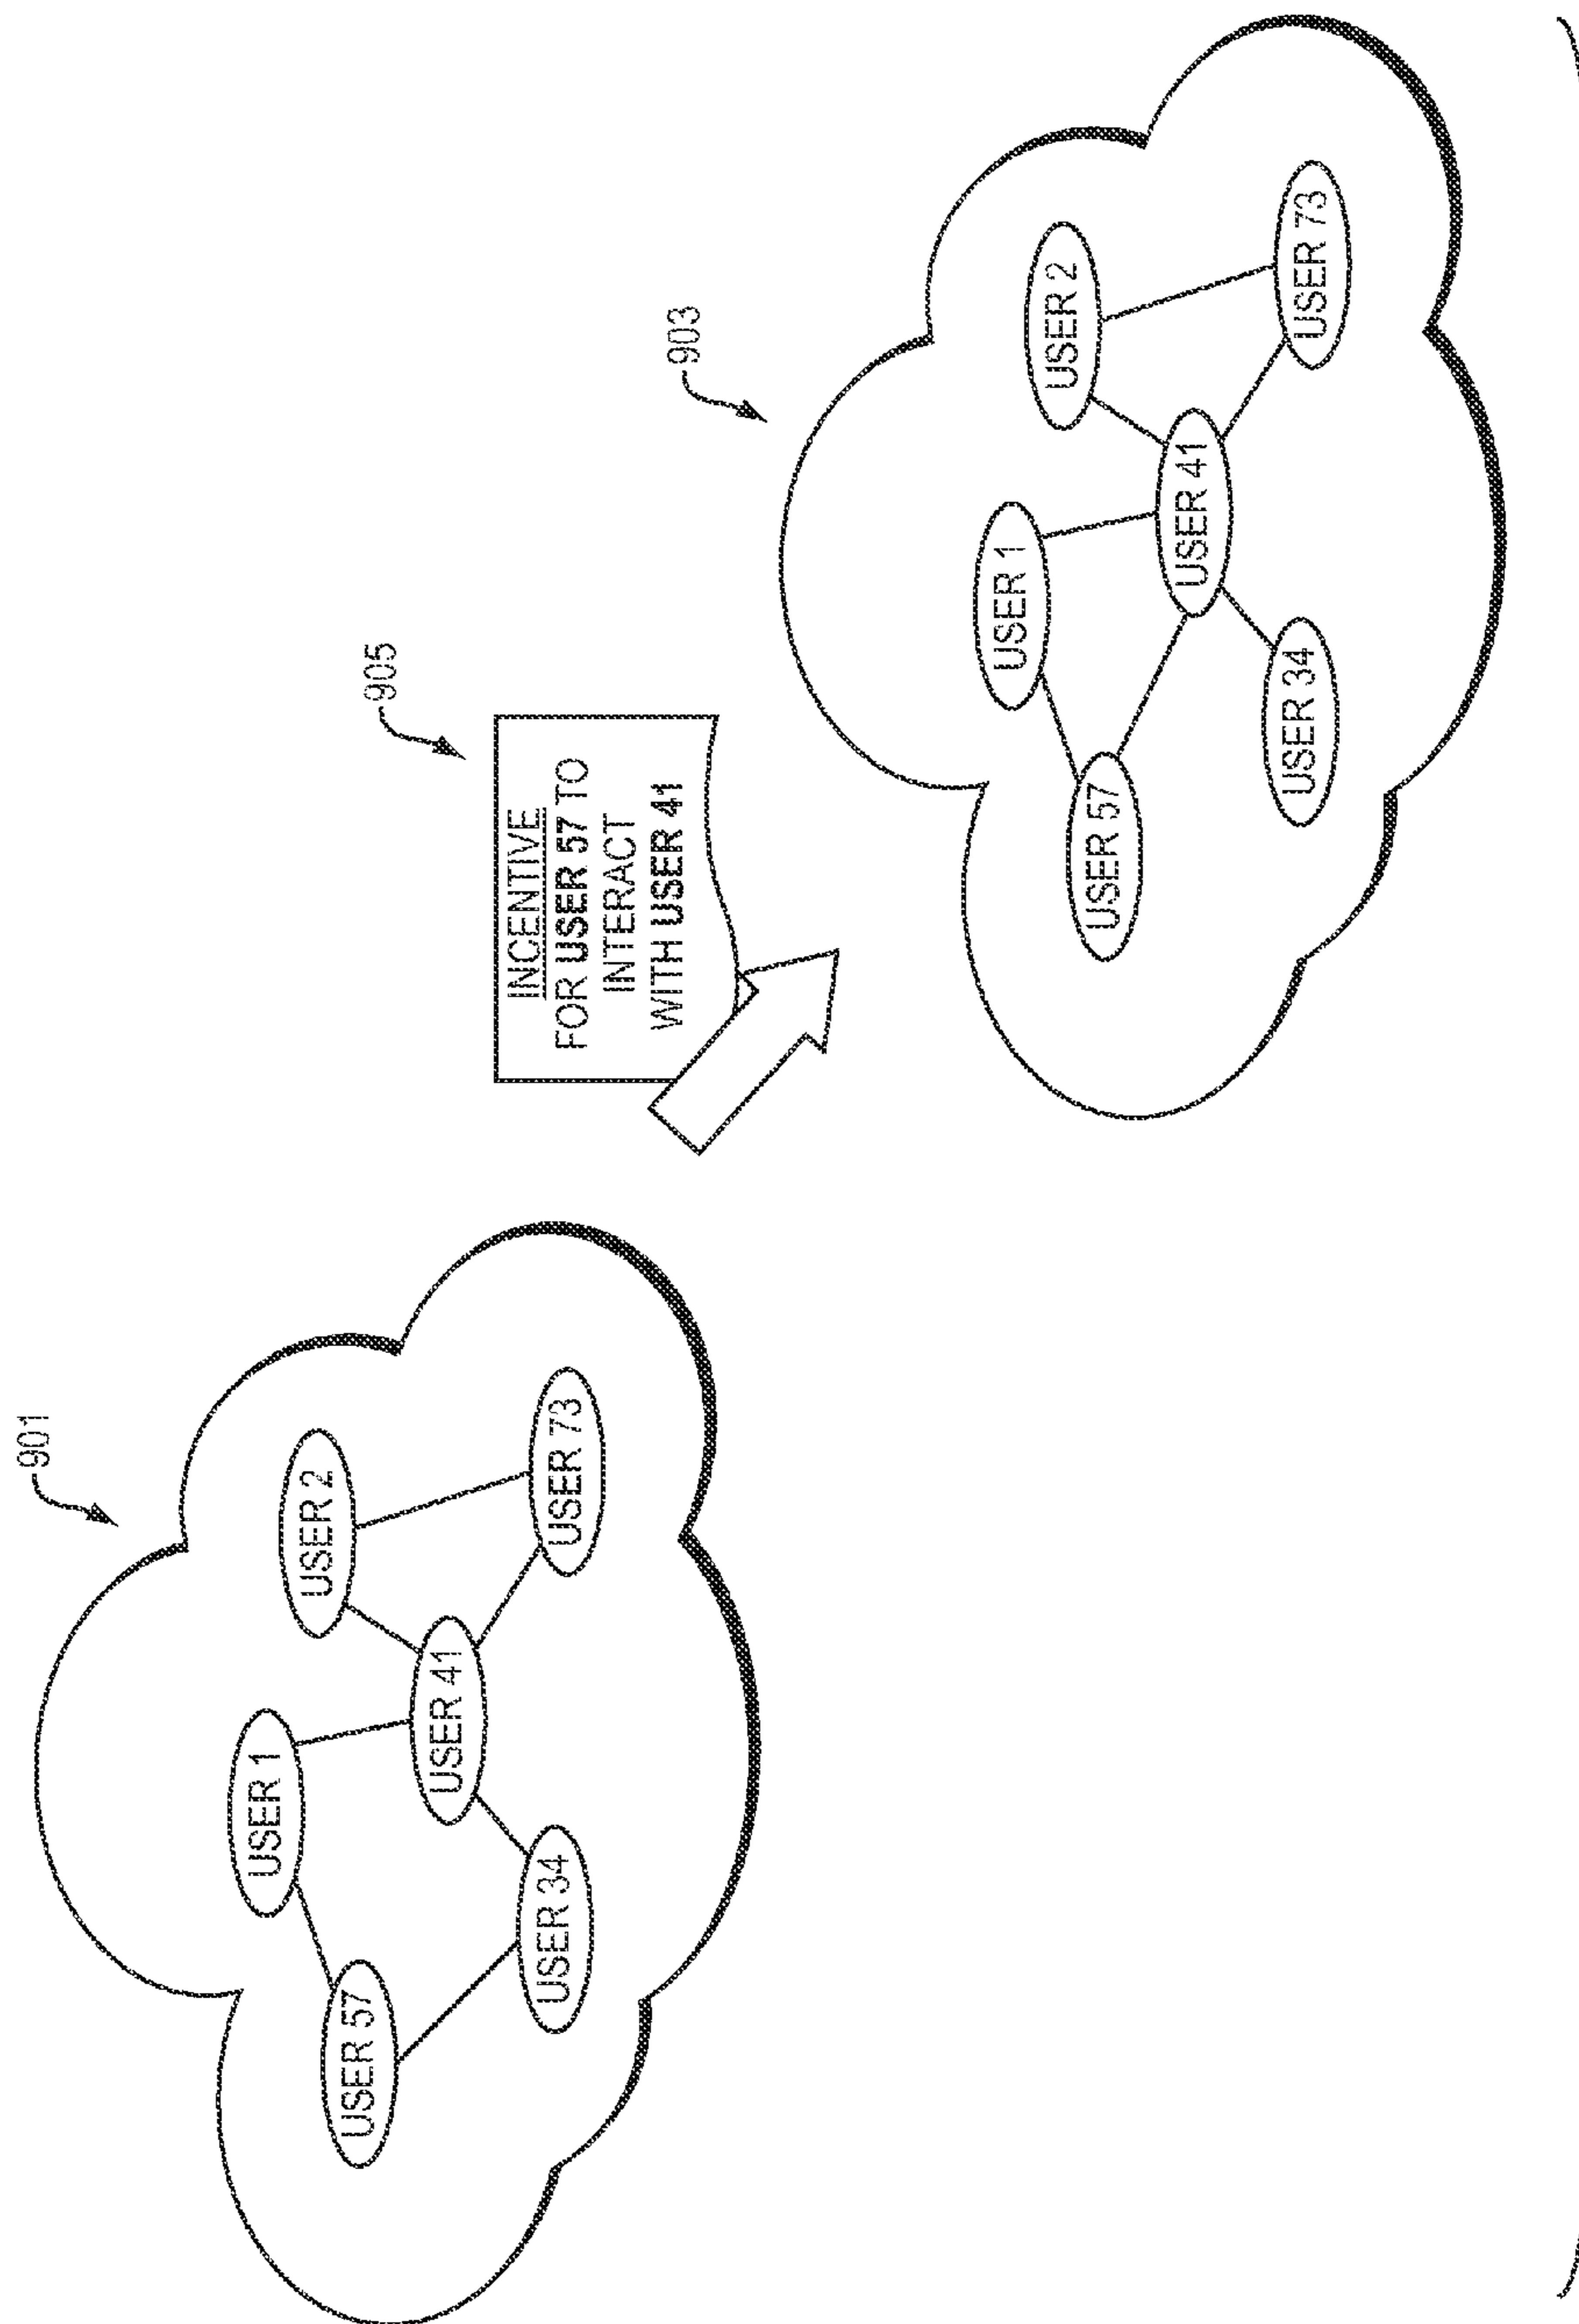 901
USER 1
USER 2
USER 57
USER 41
USER 34
USER 73
905
INCENTIVE
FOR USER 57 TO
INTERACT
WITH USER 41
903
USER 1
USER 2
USER 57
USER 41
USER 34
USER 73